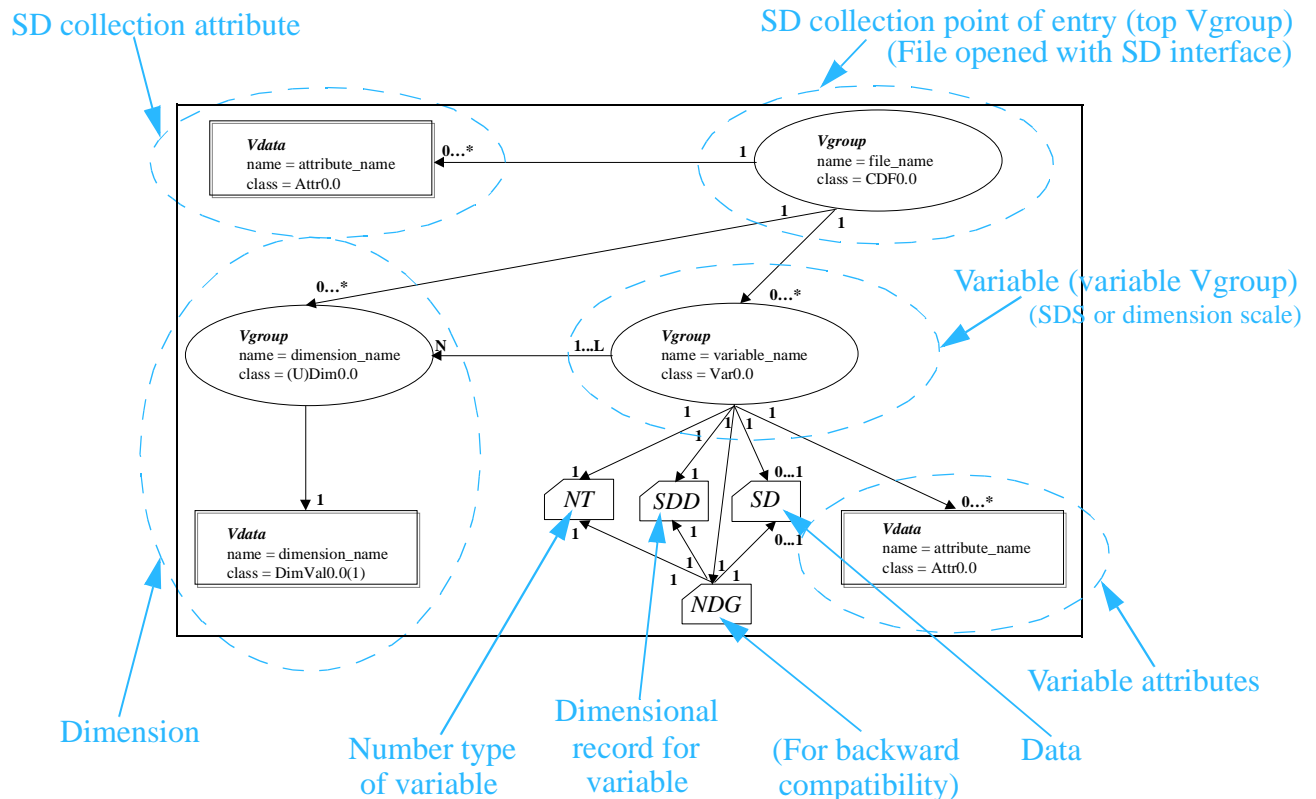 SD collection attribute
SD collection point of entry (top Vgroup)
(File opened with SD interface)
Vdata
name = attribute_name
class = Attr0.0
0...*
1
Vgroup
name = file_name
class = CDF0.0
1
1
0...*
0...*
Variable (variable Vgroup)
(SDS or dimension scale)
Vgroup
name = dimension_name
class = (U)Dim0.0
N
1...L
Vgroup
name = variable_name
class = Var0.0
1
1
1
1
1
1
1
0...1
0...*
1
NT
SDD
SD
Vdata
name = dimension_name
class = DimVal0.0(1)
Vdata
name = attribute_name
class = Attr0.0
1
1
0...1
1
1
1
1
NDG
Dimension
Number type
of variable
Dimensional
record for
variable
(For backward
compatibility)
Data
Variable attributes